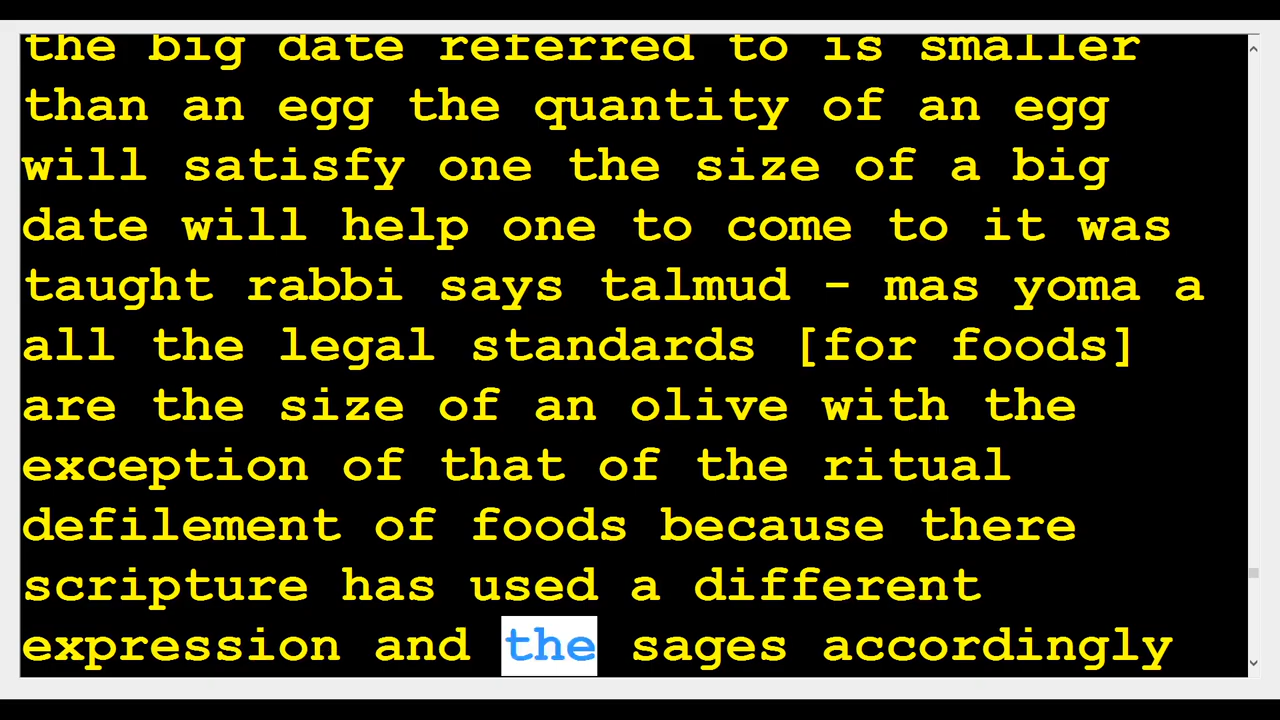 the big date referred to is smaller
than an egg the quantity of an egg
will satisfy one the size of a big
date will help one to come to it was
taught rabbi says talmud - mas yoma a
all the legal standards [for foods]
are the size of an olive with the
exception of that of the ritual
defilement of foods because there
scripture has used a different
expression and the sages accordingly